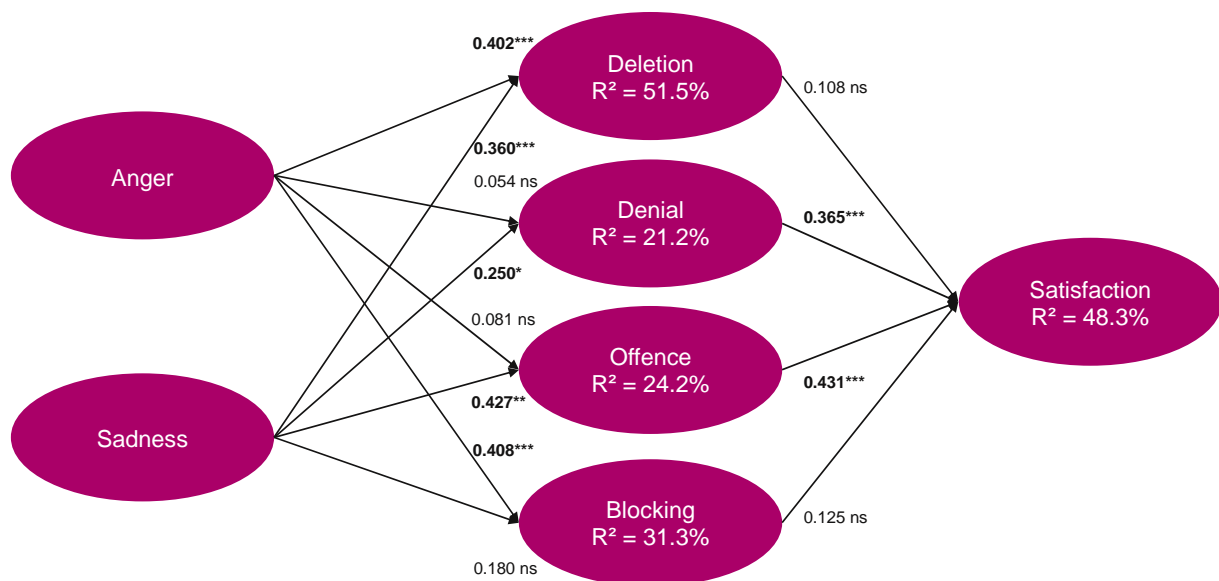 Anger
Sadness
0.402***
0.360***
0.054 ns
0.250*
0.081 ns
0.427**
0.408***
0.180 ns
Deletion
R² = 51.5%
Denial
R² = 21.2%
Offence
R² = 24.2%
Blocking
R² = 31.3%
0.108 ns
0.365***
0.431***
0.125 ns
Satisfaction
R² = 48.3%